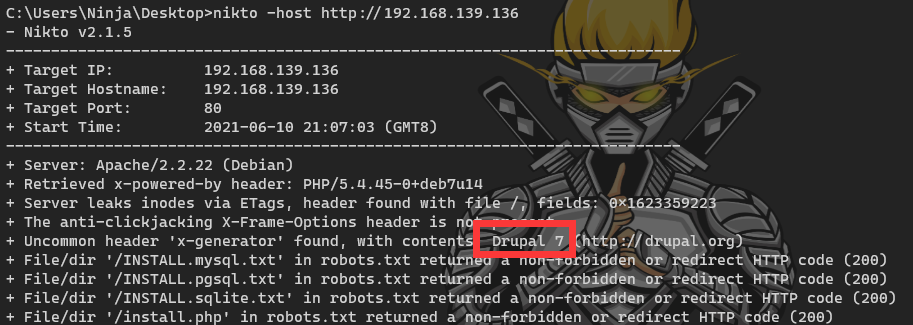 C:\Users\Ninja\Desktop>nikto -host http://192.168.139.136
- Nikto v2.1.5
---------------------------------------------------------------------------
+ Target IP:          192.168.139.136
+ Target Hostname:    192.168.139.136
+ Target Port:        80
+ Start Time:         2021-06-10 21:07:03 (GMT8)
---------------------------------------------------------------------------
+ Server: Apache/2.2.22 (Debian)
+ Retrieved x-powered-by header: PHP/5.4.45-0+deb7u14
+ Server leaks inodes via ETags, header found with file /, fields: 0x1623359223
+ The anti-clickjacking X-Frame-Options header is not present.
+ Uncommon header 'x-generator' found, with contents: Drupal 7 (http://drupal.org)
+ File/dir '/INSTALL.mysql.txt' in robots.txt returned a non-forbidden or redirect HTTP code (200)
+ File/dir '/INSTALL.pgsql.txt' in robots.txt returned a non-forbidden or redirect HTTP code (200)
+ File/dir '/INSTALL.sqlite.txt' in robots.txt returned a non-forbidden or redirect HTTP code (200)
+ File/dir '/install.php' in robots.txt returned a non-forbidden or redirect HTTP code (200)